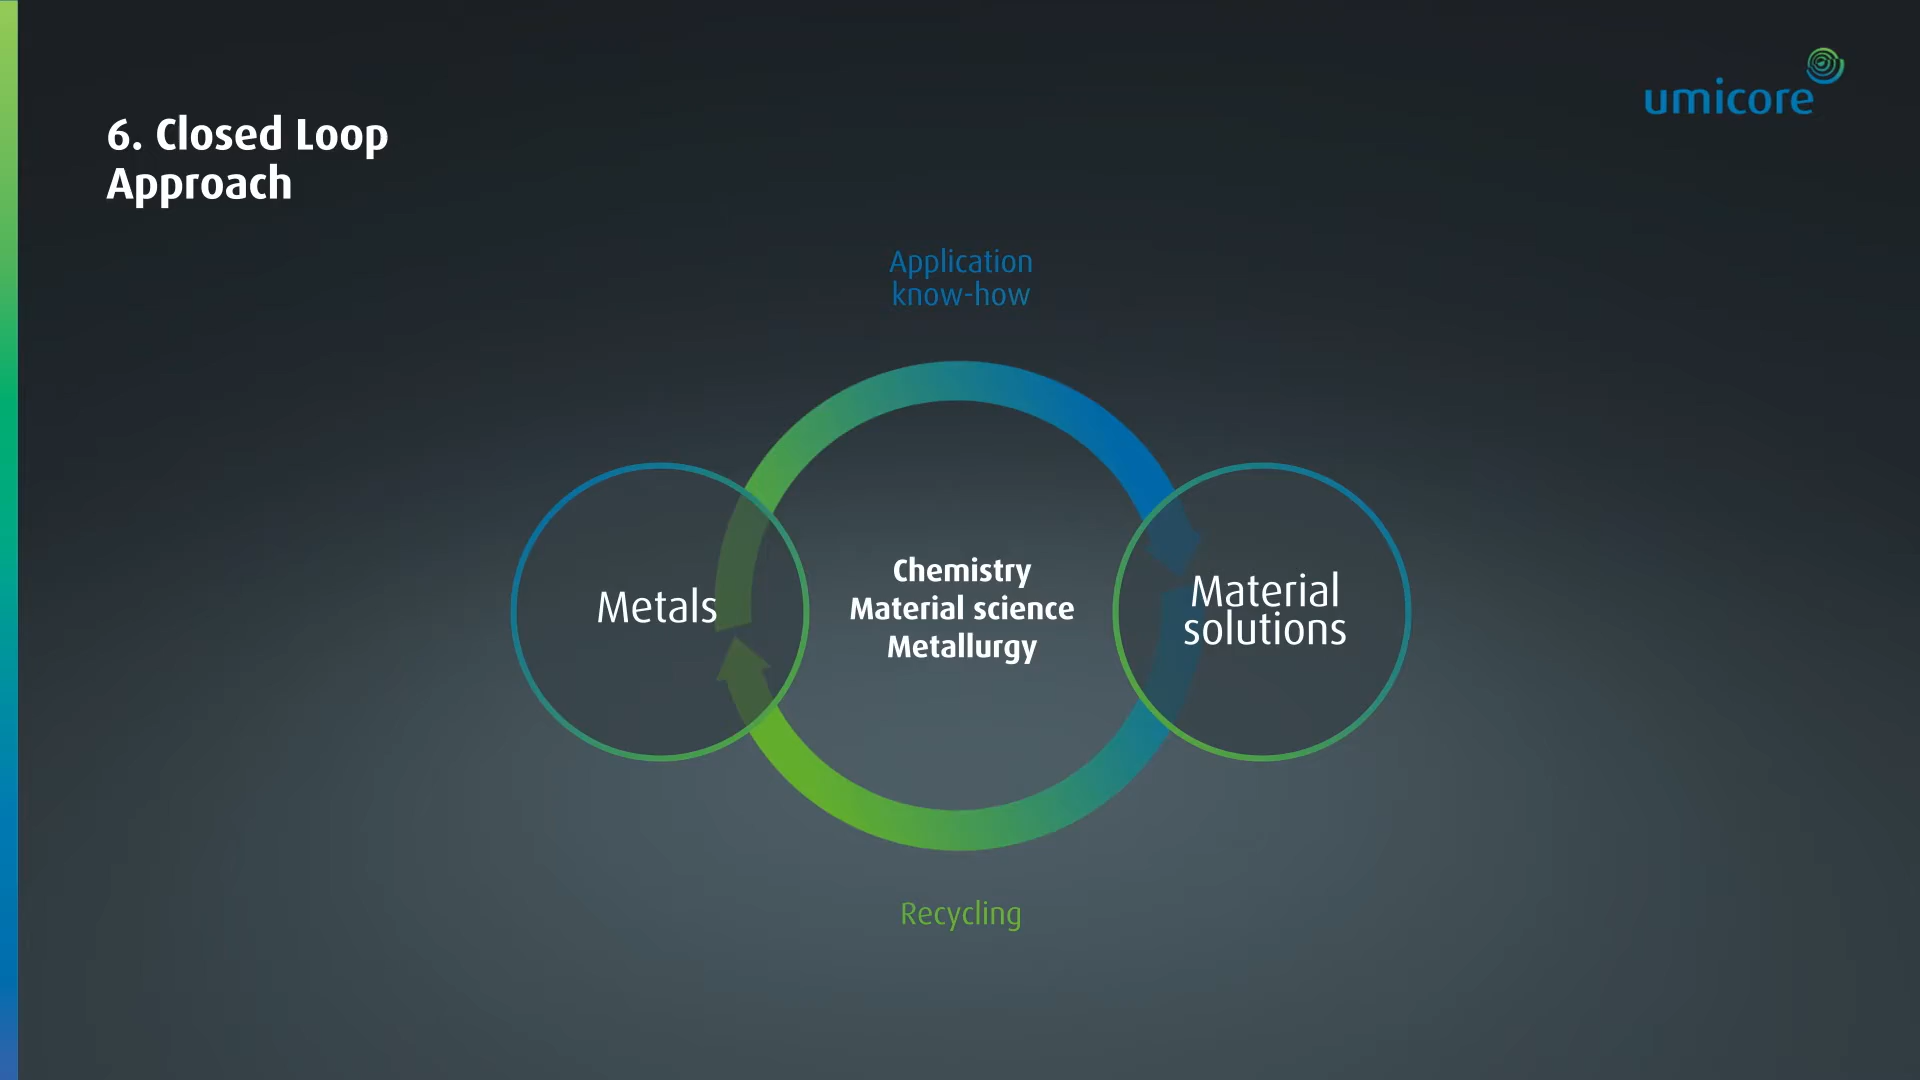 umicore
6. Closed Loop
Approach
Application
know-how
Metals
Chemistry
Material science
Metallurgy
Material
solutions
Recycling